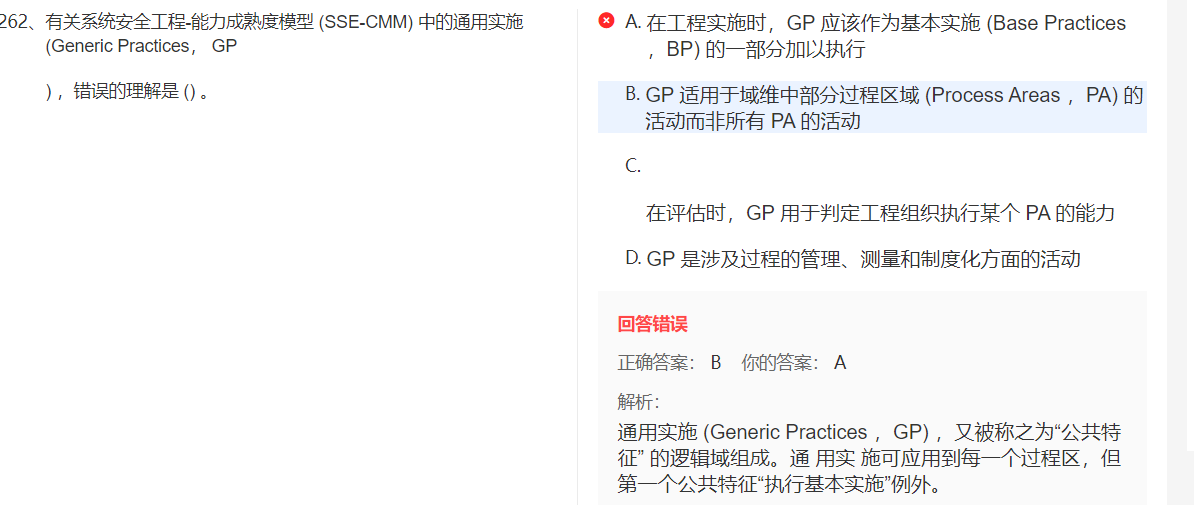 262、有关系统安全工程-能力成熟度模型 (SSE-CMM) 中的通用实施
(Generic Practices， GP
) ，错误的理解是 () 。
A. 在工程实施时，GP 应该作为基本实施 (Base Practices
，BP) 的一部分加以执行
B. GP 适用于域维中部分过程区域 (Process Areas ，PA) 的
活动而非所有 PA 的活动
C.
在评估时，GP 用于判定工程组织执行某个 PA 的能力
D. GP 是涉及过程的管理、测量和制度化方面的活动
回答错误
正确答案： B 你的答案： A
解析：
通用实施 (Generic Practices ，GP) ，又被称之为“公共特
征” 的逻辑域组成。通 用实 施可应用到每一个过程区，但
第一个公共特征“执行基本实施”例外。